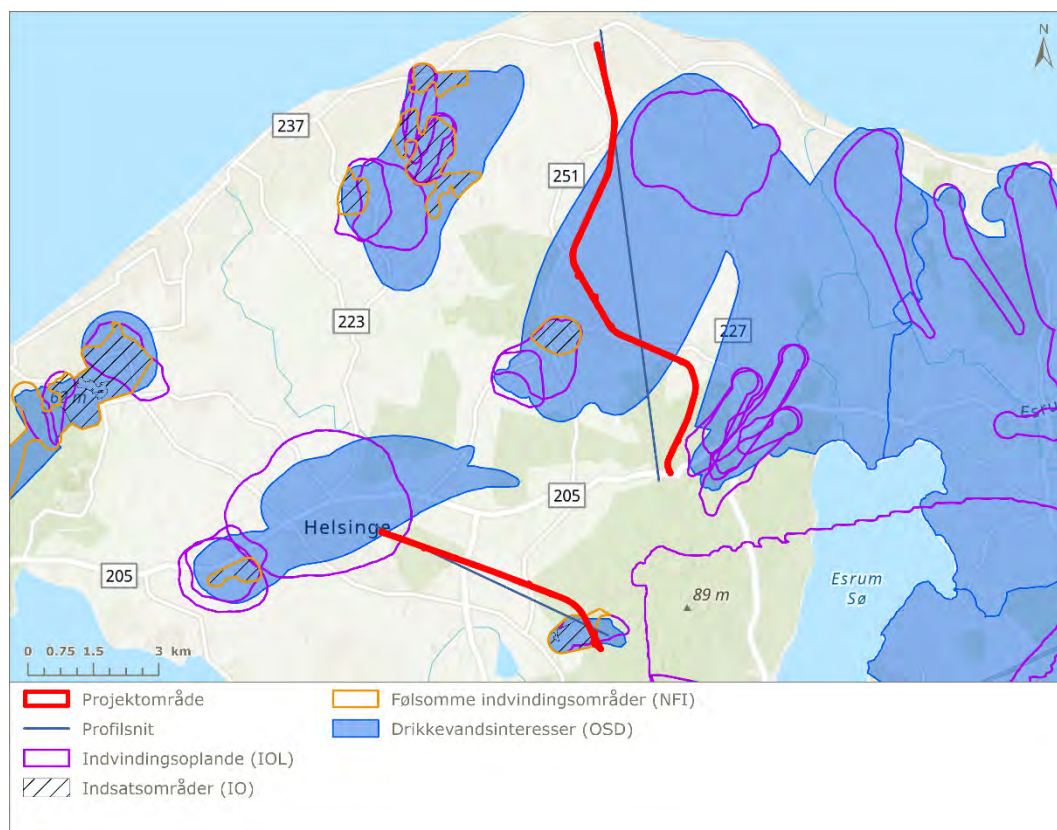 N
237
251
223
227
Esru
205
Helsinge
205
Esrum
Sø
89 m
0 0.75 1.5 3 km
Projektområde
Profilsnit
Indvindingsoplande (IOL)
Indsatsområder (IO)
Følsomme indvindingsområder (NFI)
Drikkevandsinteresser (OSD)